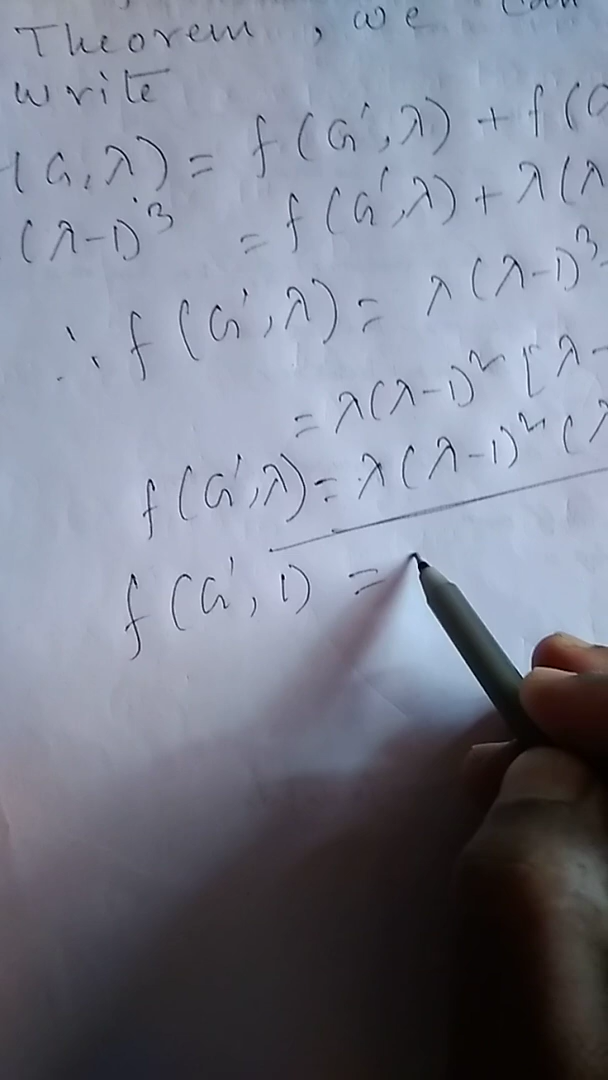 Theorem, we can
write
(G, λ) = f(G', λ) + f(G
(λ-1)³ = f(G', λ) + λ(λ
∴ f(G', λ) = λ(λ-1)³
= λ(λ-1)² [λ-
f(G', λ) = λ(λ-1)² (λ
f(G', 1) =